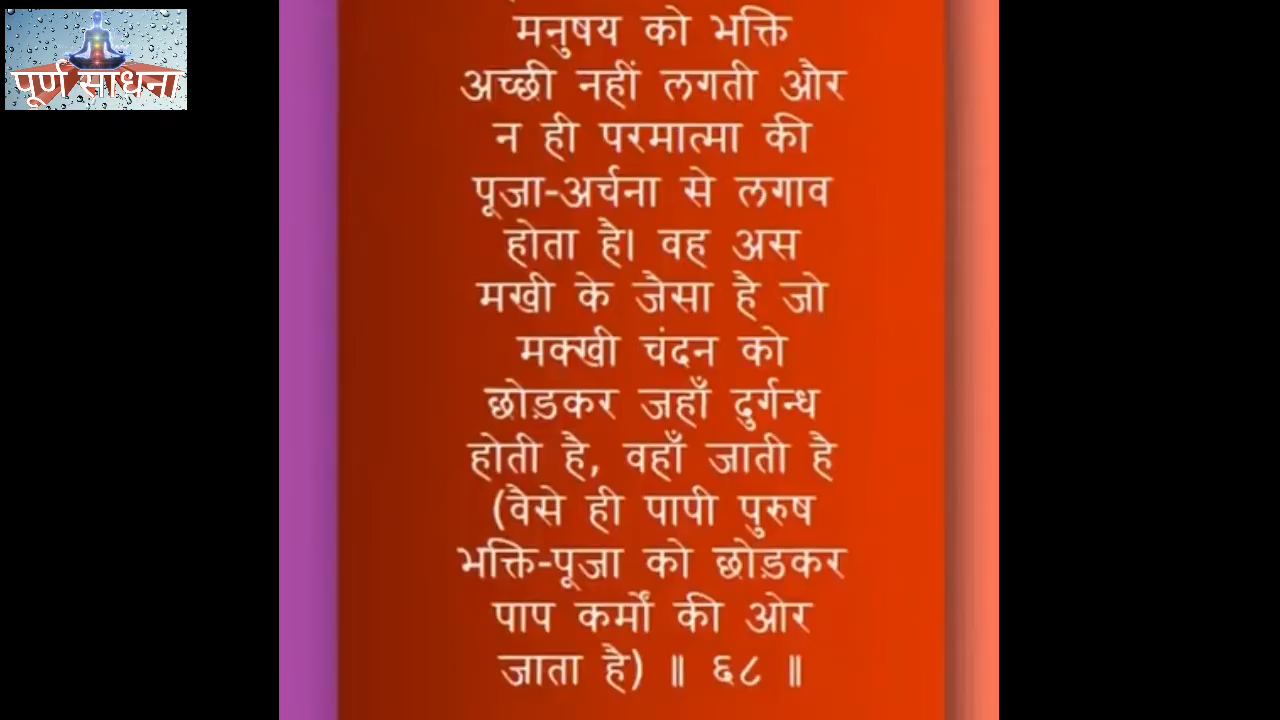 पूर्ण साधना
मनुषय को भक्ति
अच्छी नहीं लगती और
न ही परमात्मा की
पूजा-अर्चना से लगाव
होता है। वह अस
मखी के जैसा है जो
मक्खी चंदन को
छोड़कर जहाँ दुर्गन्ध
होती है, वहाँ जाती है
(वैसे ही पापी पुरुष
भक्ति-पूजा को छोड़कर
पाप कर्मों की ओर
जाता है) ॥ ६८ ॥